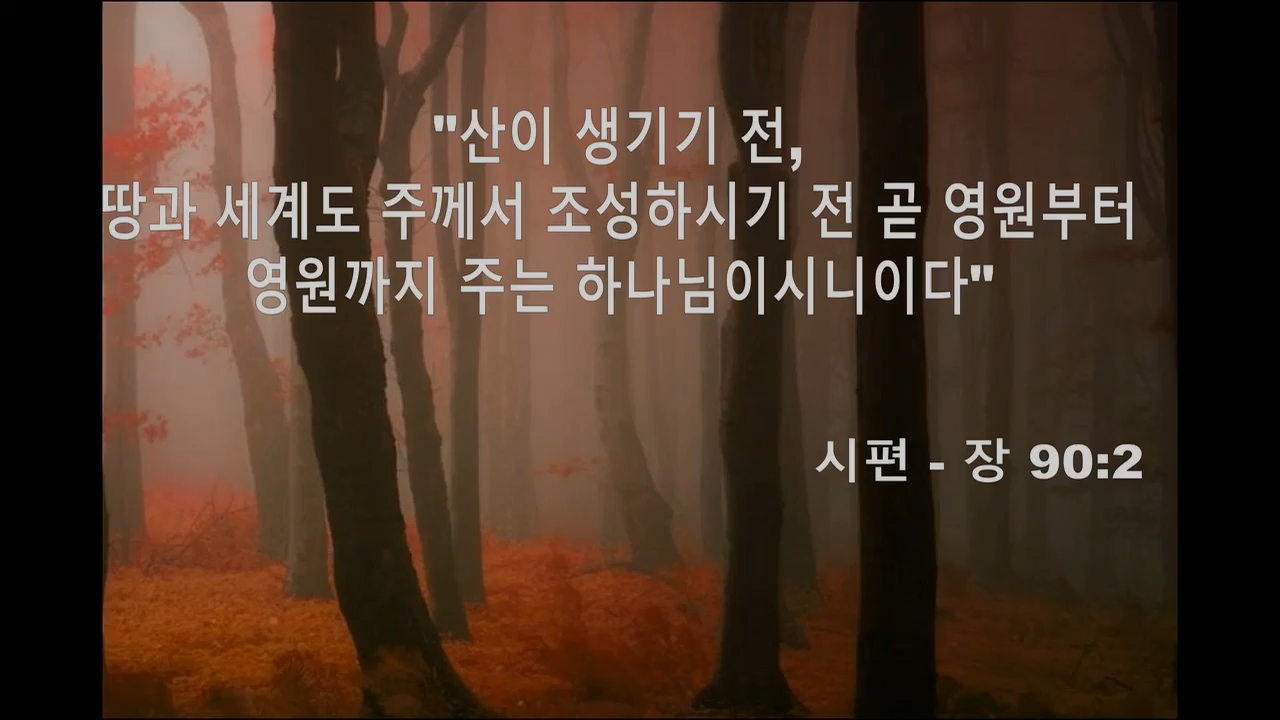 "산이 생기기 전,
땅과 세계도 주께서 조성하시기 전 곧 영원부터
영원까지 주는 하나님이시니이다"
시편 - 장 90:2